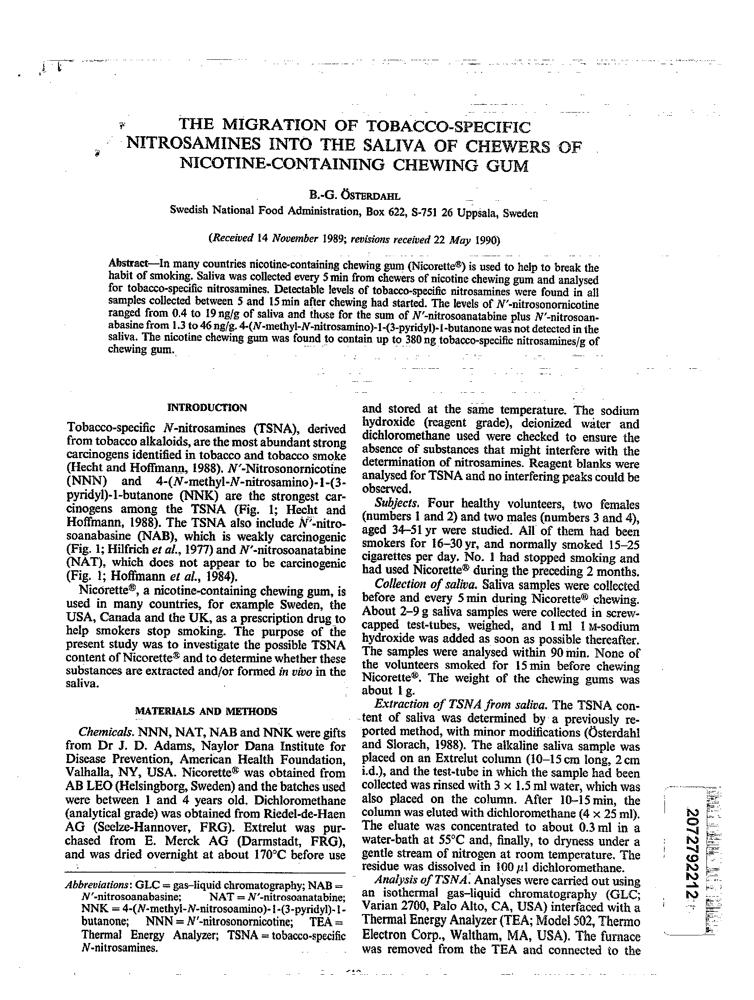 THE MIGRATION OF TOBACCO-SPECIFIC
NITROSAMINES INTO THE SALIVA OF CHEWERS OF
NICOTINE-CONTAINING CHEWING GUM
B.-G. ÖSTERDAHL
Swedish National Food Administration, Box 622, S-751 26 Uppsala, Sweden
(Received 14 November 1989; revisions received 22 May 1990)
Abstract—In many countries nicotine-containing chewing gum (Nicorette®) is used to help to break the
habit of smoking. Saliva was collected every 5 min from chewers of nicotine chewing gum and analysed
for tobacco-specific nitrosamines. Detectable levels of tobacco-specific nitrosamines were found in all
samples collected between 5 and 15 min after chewing had started. The levels of N′-nitrosonornicotine
ranged from 0.4 to 19 ng/g of saliva and those for the sum of N′-nitrosoanatabine plus N′-nitrosoan-
abasine from 1.3 to 46 ng/g. 4-(N-methyl-N-nitrosamino)-1-(3-pyridyl)-1-butanone was not detected in the
saliva. The nicotine chewing gum was found to contain up to 380 ng tobacco-specific nitrosamines/g of
chewing gum.
INTRODUCTION
Tobacco-specific N-nitrosamines (TSNA), derived
from tobacco alkaloids, are the most abundant strong
carcinogens identified in tobacco and tobacco smoke
(Hecht and Hoffmann, 1988). N′-Nitrosonornicotine
(NNN) and 4-(N-methyl-N-nitrosamino)-1-(3-
pyridyl)-1-butanone (NNK) are the strongest car-
cinogens among the TSNA (Fig. 1; Hecht and
Hoffmann, 1988). The TSNA also include N′-nitro-
soanabasine (NAB), which is weakly carcinogenic
(Fig. 1; Hilfrich et al., 1977) and N′-nitrosoanatabine
(NAT), which does not appear to be carcinogenic
(Fig. 1; Hoffmann et al., 1984).
Nicorette®, a nicotine-containing chewing gum, is
used in many countries, for example Sweden, the
USA, Canada and the UK, as a prescription drug to
help smokers stop smoking. The purpose of the
present study was to investigate the possible TSNA
content of Nicorette® and to determine whether these
substances are extracted and/or formed in vivo in the
saliva.
MATERIALS AND METHODS
Chemicals. NNN, NAT, NAB and NNK were gifts
from Dr J. D. Adams, Naylor Dana Institute for
Disease Prevention, American Health Foundation,
Valhalla, NY, USA. Nicorette® was obtained from
AB LEO (Helsingborg, Sweden) and the batches used
were between 1 and 4 years old. Dichloromethane
(analytical grade) was obtained from Riedel-de-Haen
AG (Seelze-Hannover, FRG). Extrelut was pur-
chased from E. Merck AG (Darmstadt, FRG),
and was dried overnight at about 170°C before use
Abbreviations: GLC = gas–liquid chromatography; NAB =
N′-nitrosoanabasine; NAT = N′-nitrosoanatabine;
NNK = 4-(N-methyl-N-nitrosoamino)-1-(3-pyridyl)-1-
butanone; NNN = N′-nitrosonornicotine; TEA =
Thermal Energy Analyzer; TSNA = tobacco-specific
N-nitrosamines.
and stored at the same temperature. The sodium
hydroxide (reagent grade), deionized water and
dichloromethane used were checked to ensure the
absence of substances that might interfere with the
determination of nitrosamines. Reagent blanks were
analysed for TSNA and no interfering peaks could be
observed.
Subjects. Four healthy volunteers, two females
(numbers 1 and 2) and two males (numbers 3 and 4),
aged 34–51 yr were studied. All of them had been
smokers for 16–30 yr, and normally smoked 15–25
cigarettes per day. No. 1 had stopped smoking and
had used Nicorette® during the preceding 2 months.
Collection of saliva. Saliva samples were collected
before and every 5 min during Nicorette® chewing.
About 2–9 g saliva samples were collected in screw-
capped test-tubes, weighed, and 1 ml 1 M-sodium
hydroxide was added as soon as possible thereafter.
The samples were analysed within 90 min. None of
the volunteers smoked for 15 min before chewing
Nicorette®. The weight of the chewing gums was
about 1 g.
Extraction of TSNA from saliva. The TSNA con-
tent of saliva was determined by a previously re-
ported method, with minor modifications (Österdahl
and Slorach, 1988). The alkaline saliva sample was
placed on an Extrelut column (10–15 cm long, 2 cm
i.d.), and the test-tube in which the sample had been
collected was rinsed with 3 × 1.5 ml water, which was
also placed on the column. After 10–15 min, the
column was eluted with dichloromethane (4 × 25 ml).
The eluate was concentrated to about 0.3 ml in a
water-bath at 55°C and, finally, to dryness under a
gentle stream of nitrogen at room temperature. The
residue was dissolved in 100 μl dichloromethane.
Analysis of TSNA. Analyses were carried out using
an isothermal gas–liquid chromatography (GLC;
Varian 2700, Palo Alto, CA, USA) interfaced with a
Thermal Energy Analyzer (TEA; Model 502, Thermo
Electron Corp., Waltham, MA, USA). The furnace
was removed from the TEA and connected to the
2072792212